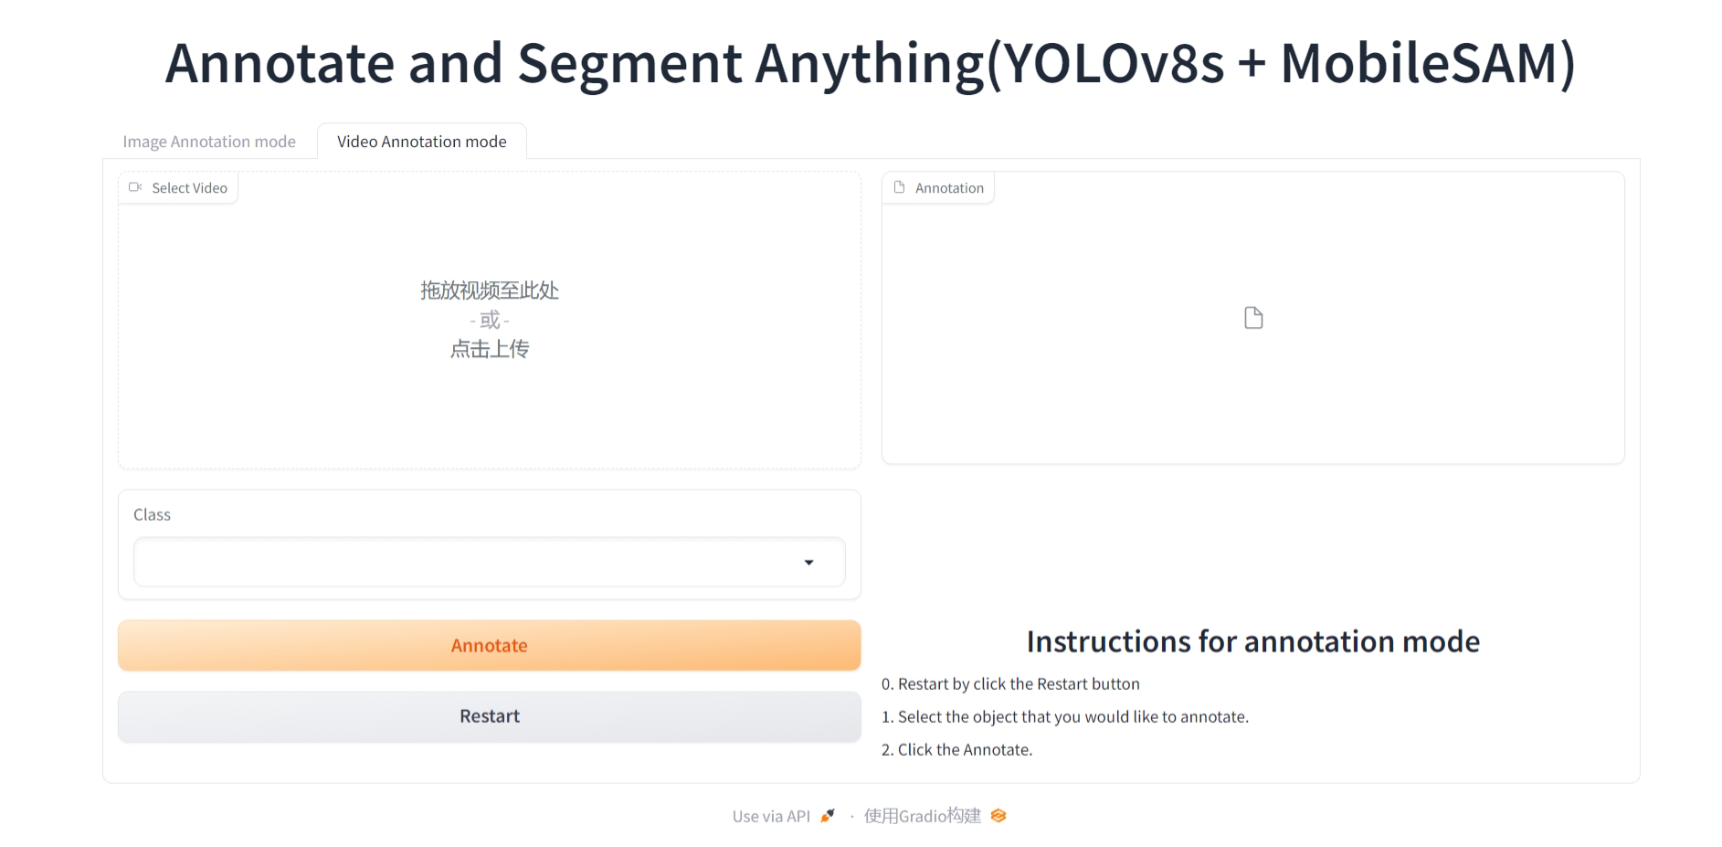 Annotate and Segment Anything(YOLOv8s + MobileSAM)
Image Annotation mode
Video Annotation mode
Select Video
拖放视频至此处
- 或 -
点击上传
Annotation
Class
Annotate
Restart
Instructions for annotation mode
0. Restart by click the Restart button
1. Select the object that you would like to annotate.
2. Click the Annotate.
Use via API · 使用Gradio构建